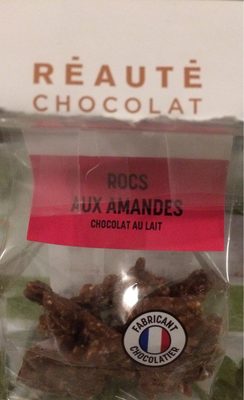 RÉAUTÉ
CHOCOLAT
ROCS
AUX AMANDES
CHOCOLAT AU LAIT
FABRICANT
CHOCOLATIER